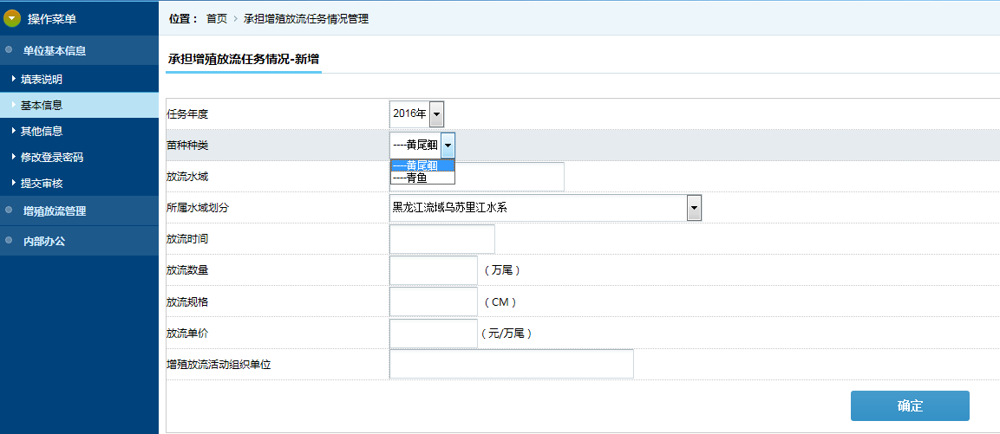 操作菜单
单位基本信息
填表说明
基本信息
其他信息
修改登录密码
提交审核
增殖放流管理
内部办公
位置： 首页 > 承担增殖放流任务情况管理
承担增殖放流任务情况-新增
任务年度 2016年
苗种种类 ----黄尾鲴
----黄尾鲴
----青鱼
放流水域
所属水域划分 黑龙江流域乌苏里江水系
放流时间
放流数量 （万尾）
放流规格 （CM）
放流单价 （元/万尾）
增殖放流活动组织单位
确定